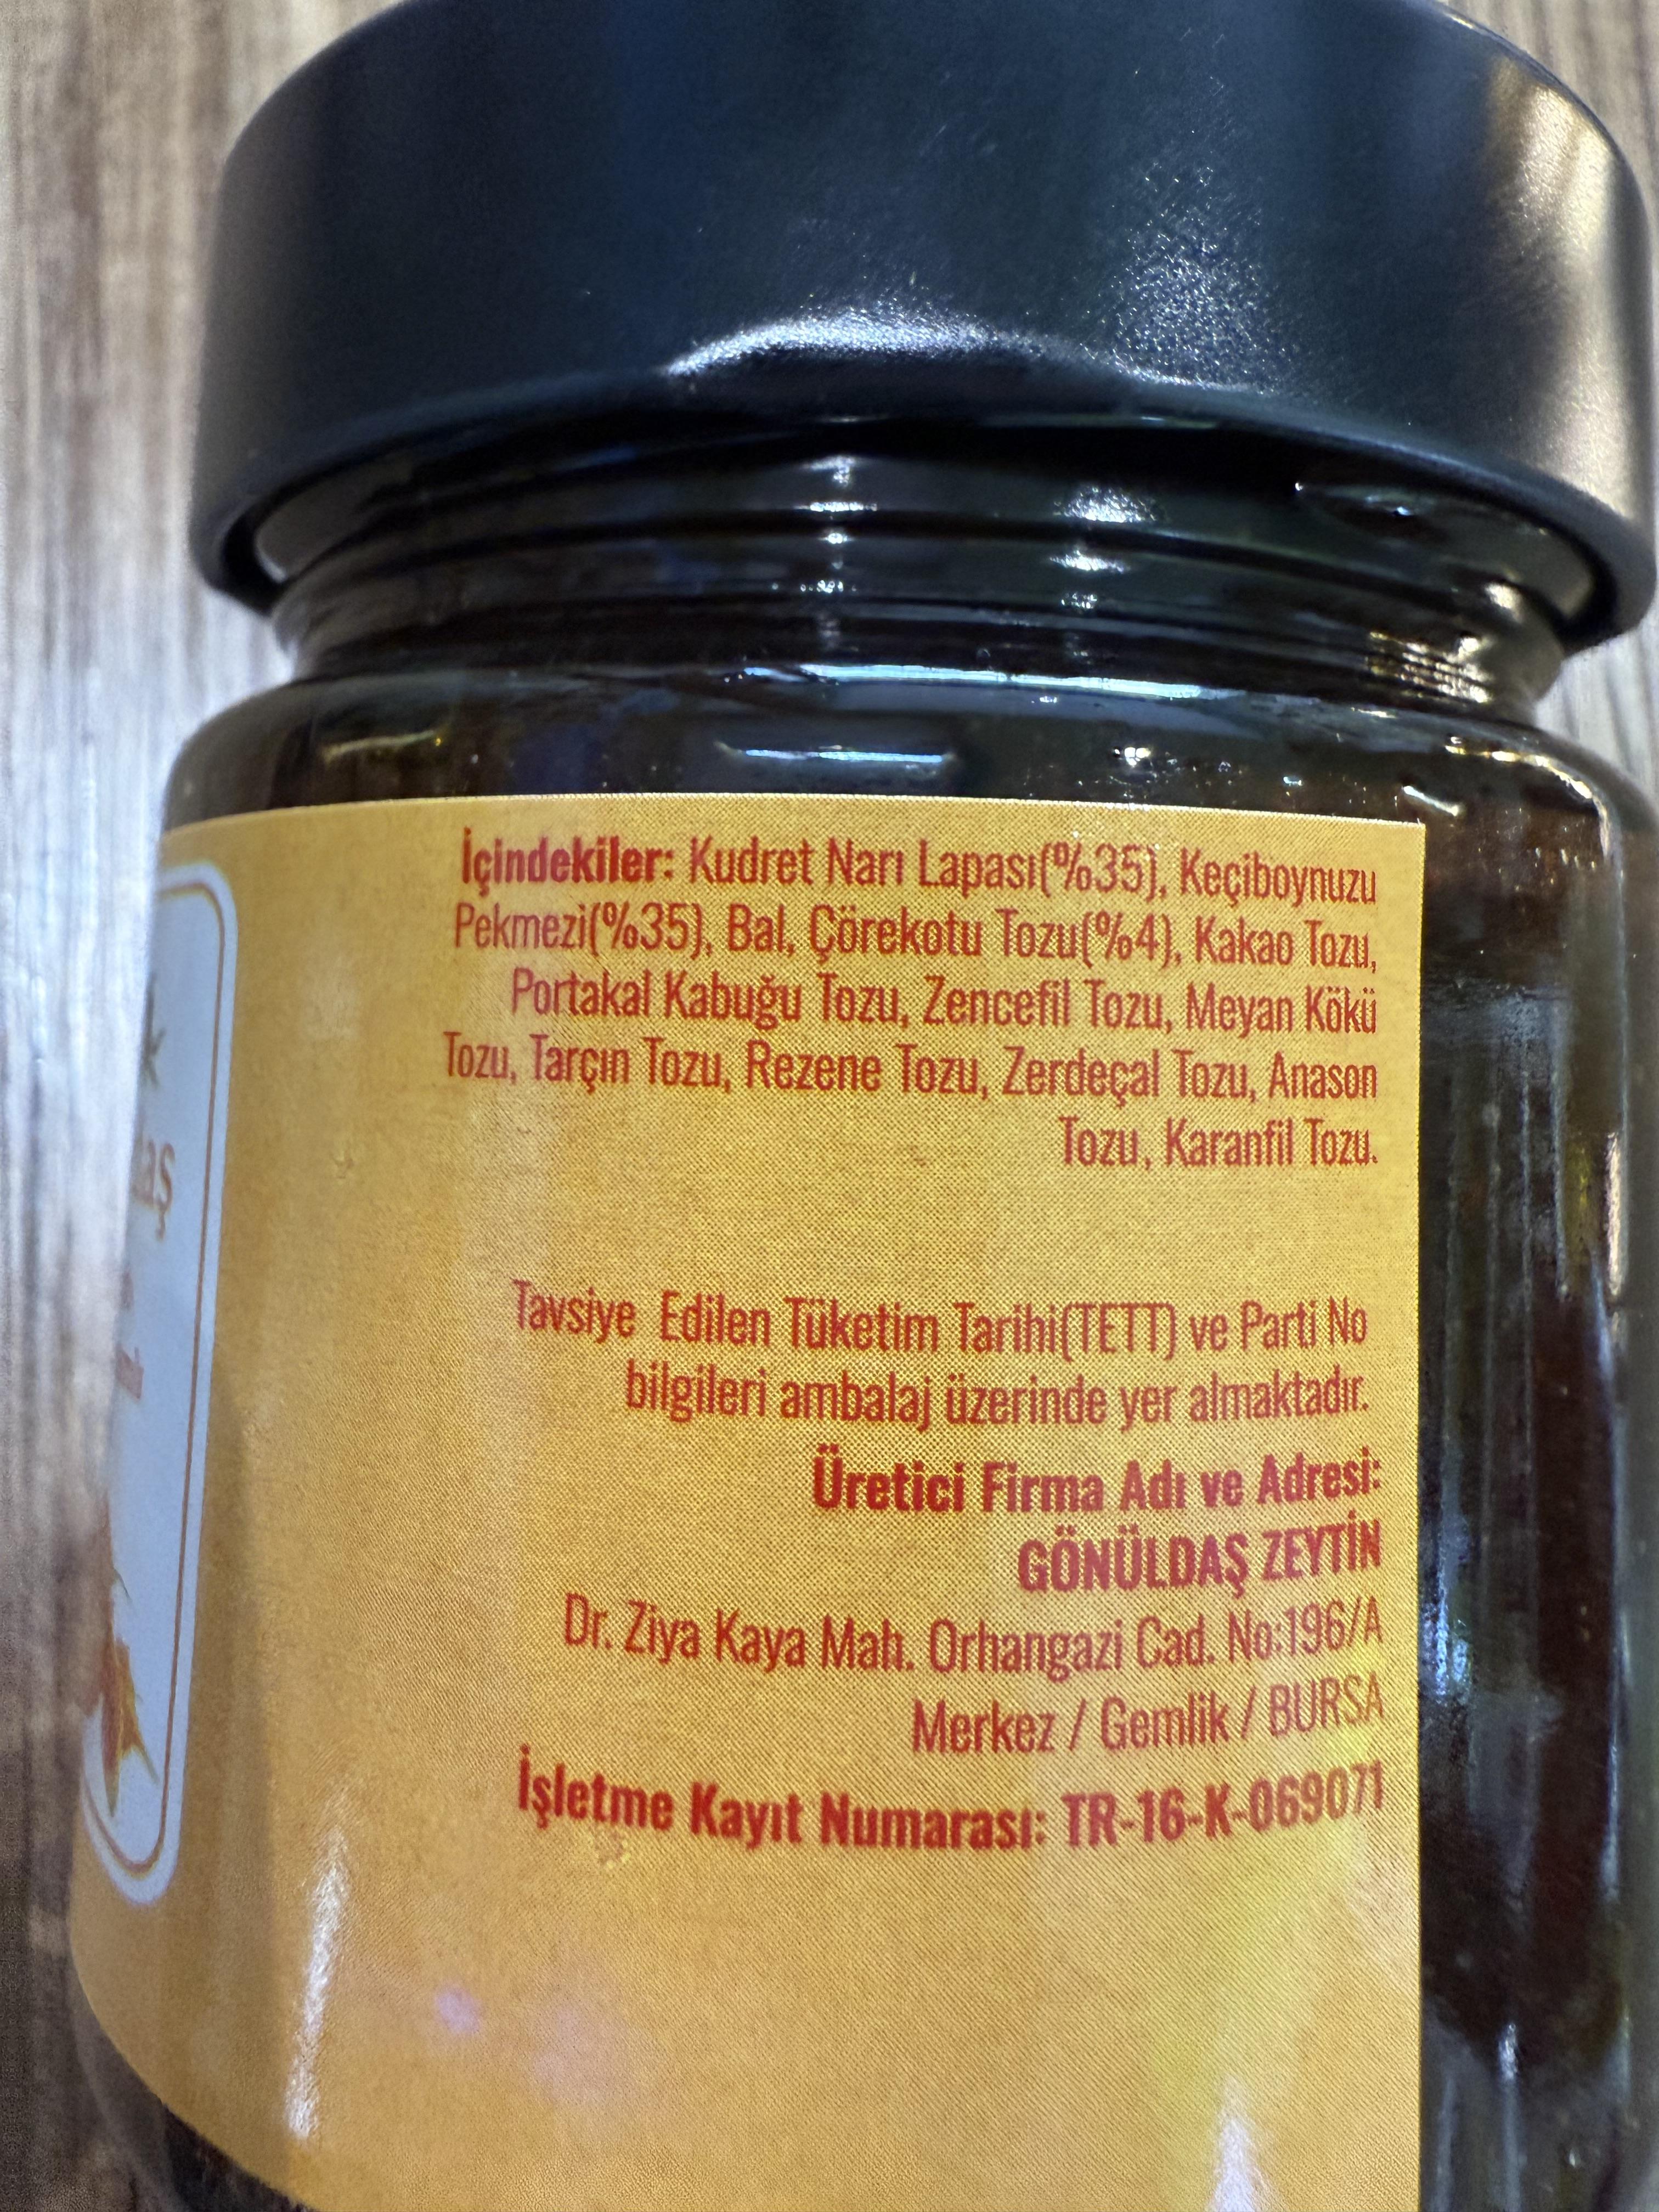 İçindekiler: Kudret Narı Lapası(%35), Keçiboynuzu
Pekmezi(%35), Bal, Çörekotu Tozu(%4), Kakao Tozu,
Portakal Kabuğu Tozu, Zencefil Tozu, Meyan Kökü
Tozu, Tarçın Tozu, Rezene Tozu, Zerdeçal Tozu, Anason
Tozu, Karanfil Tozu.
Tavsiye Edilen Tüketim Tarihi(TETT) ve Parti No
bilgileri ambalaj üzerinde yer almaktadır.
Üretici Firma Adı ve Adresi:
GÖNÜLDAŞ ZEYTİN
Dr. Ziya Kaya Mah. Orhangazi Cad. No:196/A
Merkez / Gemlik / BURSA
İşletme Kayıt Numarası: TR-16-K-069071